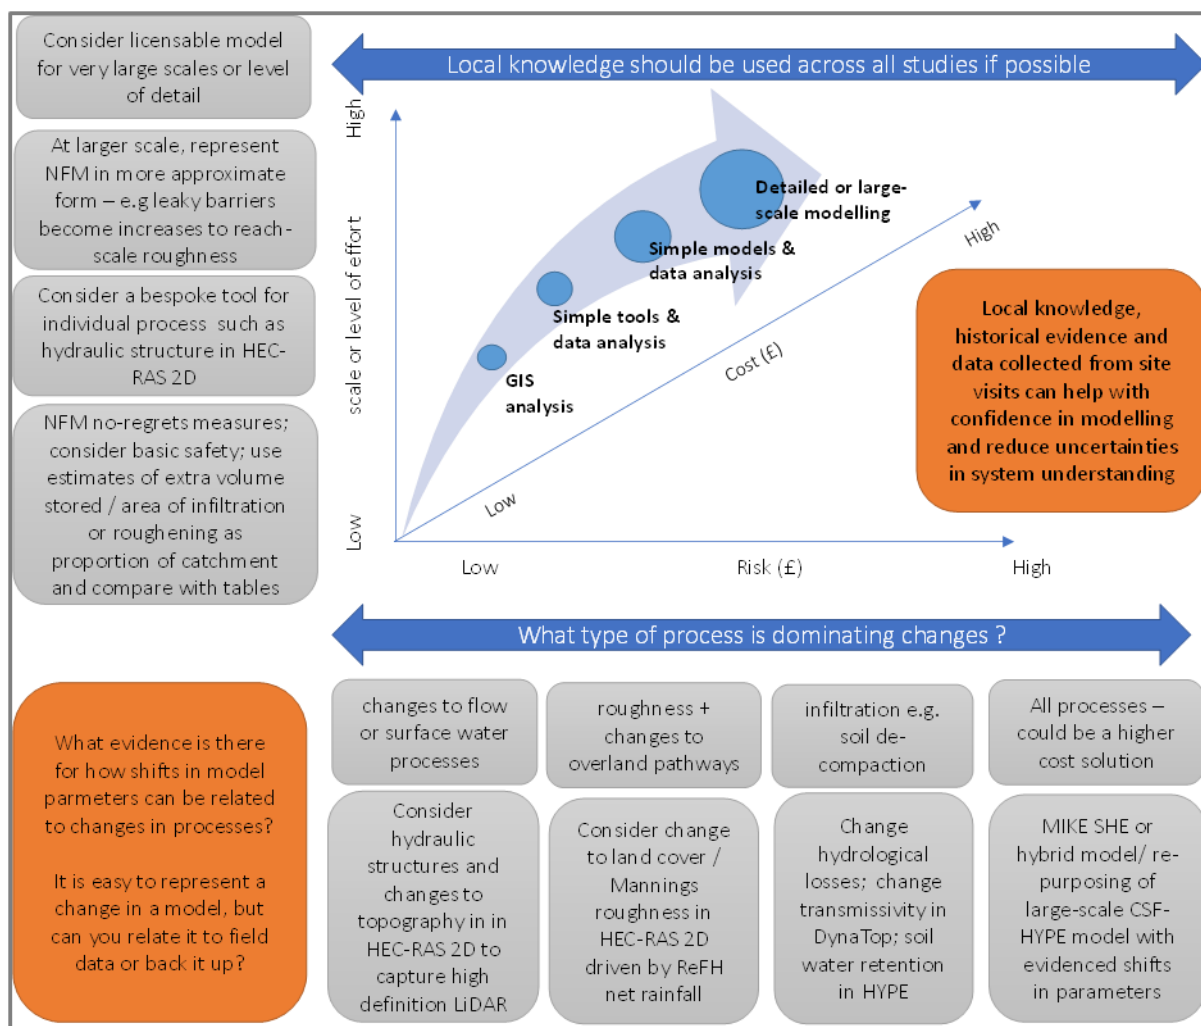 Consider licensable model
for very large scales or level
of detail
At larger scale, represent
NFM in more approximate
form – e.g leaky barriers
become increases to reach-
scale roughness
Consider a bespoke tool for
individual process such as
hydraulic structure in HEC-
RAS 2D
NFM no-regrets measures;
consider basic safety; use
estimates of extra volume
stored / area of infiltration
or roughening as
proportion of catchment
and compare with tables
Local knowledge should be used across all studies if possible
High
scale or level of effort
Low
Detailed or large-
scale modelling
Simple models &
data analysis
Simple tools &
data analysis
GIS
analysis
High
Cost (£)
Low
Low
Risk (£)
High
Local knowledge,
historical evidence and
data collected from site
visits can help with
confidence in modelling
and reduce uncertainties
in system understanding
What type of process is dominating changes ?
What evidence is there
for how shifts in model
parmeters can be related
to changes in processes?
It is easy to represent a
change in a model, but
can you relate it to field
data or back it up?
changes to flow
or surface water
processes
roughness +
changes to
overland pathways
infiltration e.g.
soil de-
compaction
All processes –
could be a higher
cost solution
Consider
hydraulic
structures and
changes to
topography in in
HEC-RAS 2D to
capture high
definition LiDAR
Consider change
to land cover /
Mannings
roughness in
HEC-RAS 2D
driven by ReFH
net rainfall
Change
hydrological
losses; change
transmissivity in
DynaTop; soil
water retention
in HYPE
MIKE SHE or
hybrid model/ re-
purposing of
large-scale CSF-
HYPE model with
evidenced shifts
in parameters